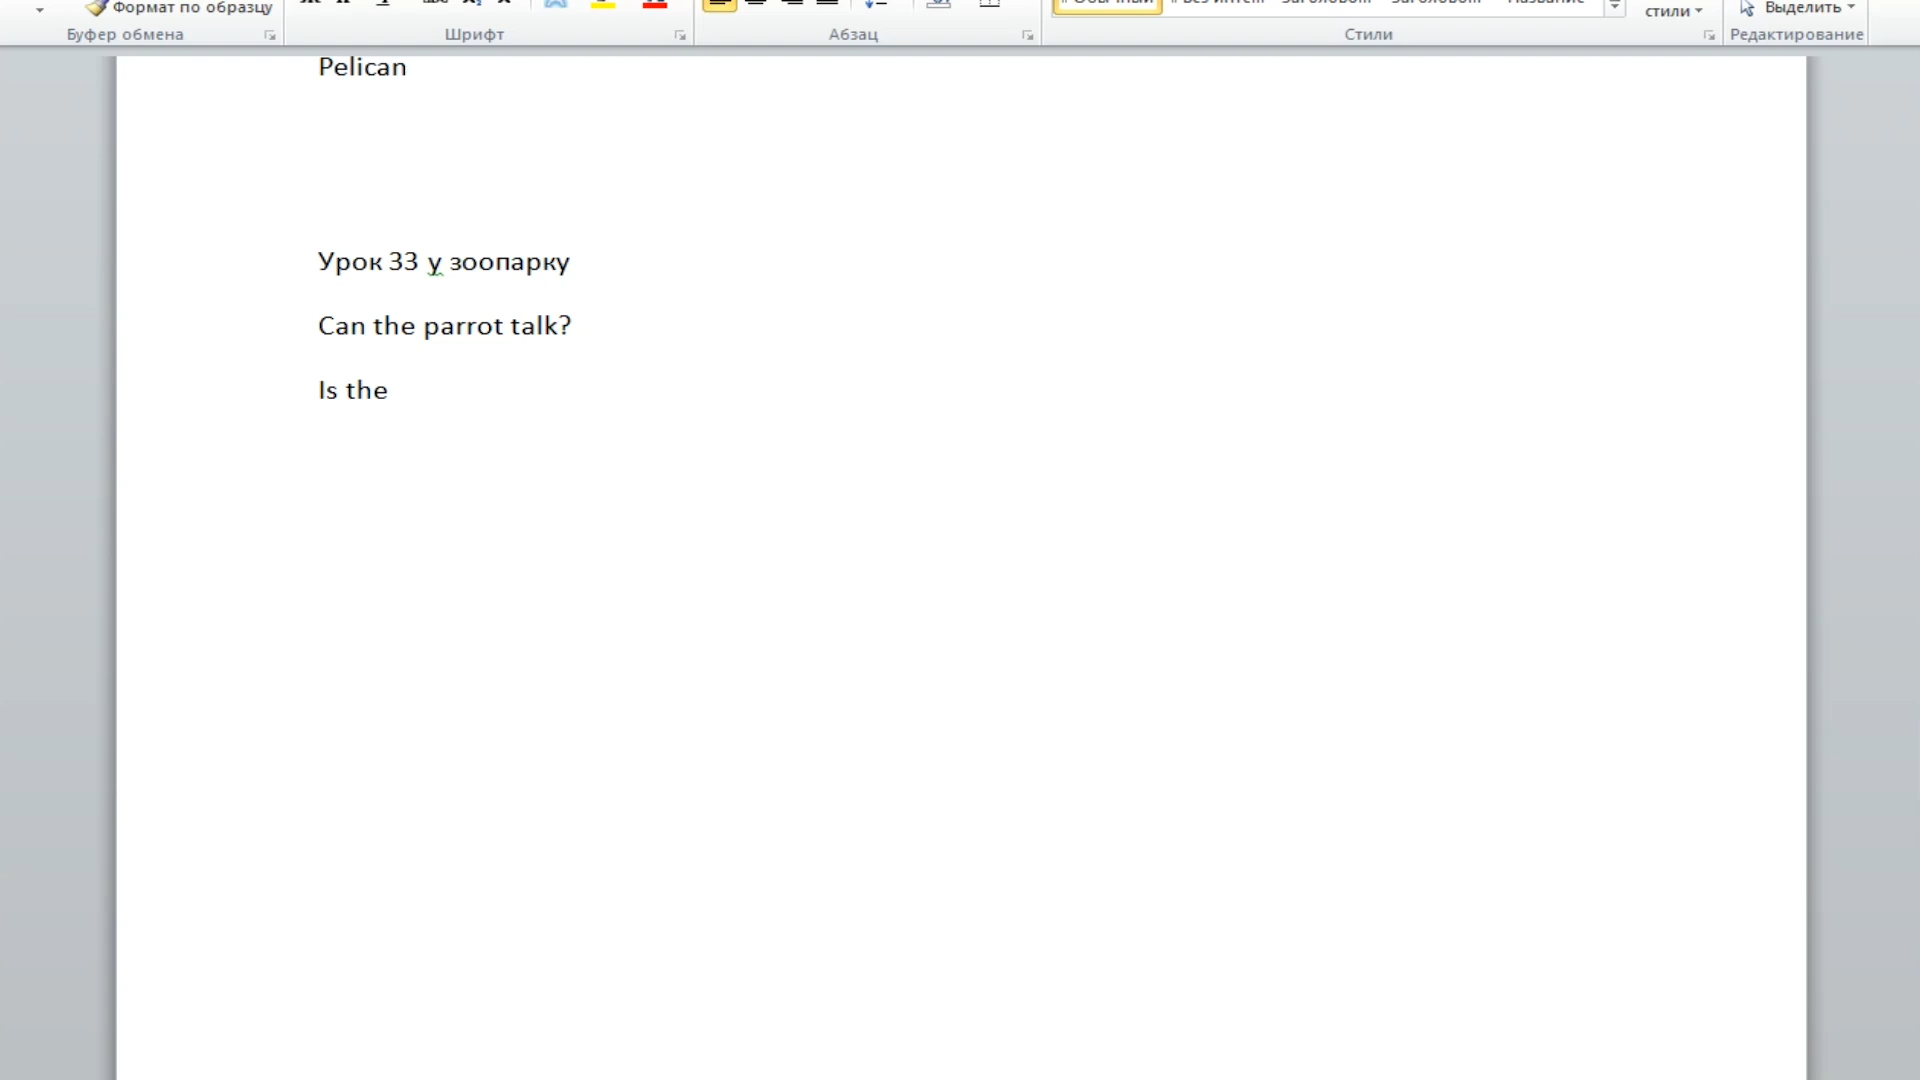 Формат по образцу
стили
Выделить
Буфер обмена
Шрифт
Абзац
Стили
Редактирование
Pelican
Урок 33 у зоопарку
Can the parrot talk?
Is the